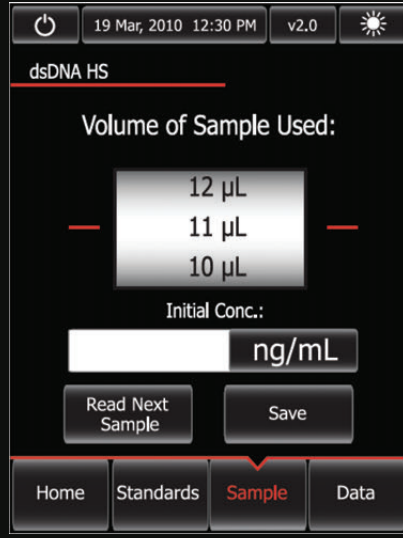 19 Mar, 2010 12:30 PM v2.0
dsDNA HS
Volume of Sample Used:
12 µL
11 µL
10 µL
Initial Conc.:
ng/mL
Read Next
Sample
Save
Home Standards Sample Data